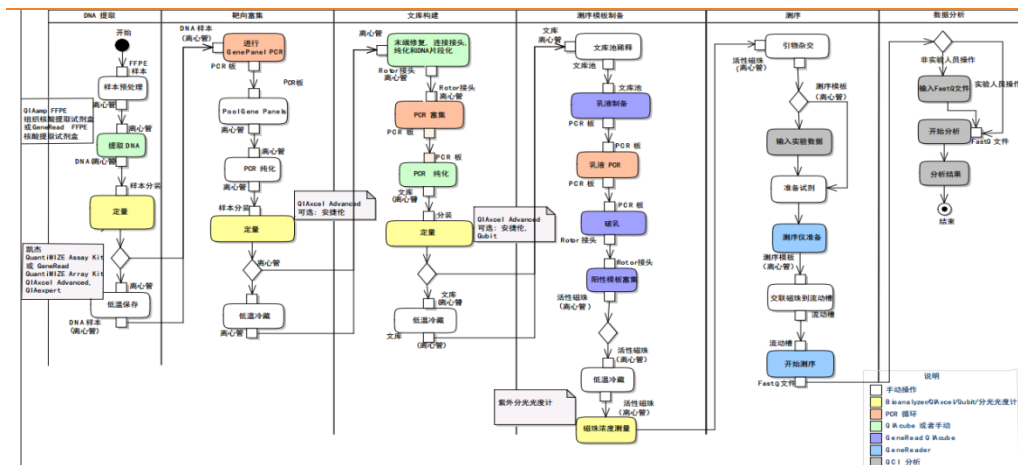 DNA 提取
开始
FFPE
样本
样本预处理
离心管
QIAamp FFPE
组织核酸提取试剂盒
或GeneRead FFPE
核酸提取试剂盒
离心管
提取 DNA
DNA (离心管)
样本分装
定量
凯杰
QuantiMIZE Assay Kit
或 GeneRead
QuantiMIZE Array Kit
QIAxcel Advanced,
QIAexpert
离心管
低温保存
DNA 样本
(离心管)
靶向富集
DNA 样本
(离心管)
进行
GenePanel PCR
PCR 板
PCR板
Pool Gene Panels
离心管
离心管
PCR 纯化
离心管
样本分装
定量
QIAxcel Advanced
可选: 安捷伦
离心管
低温冷藏
离心管
文库构建
离心管
末端修复, 连接接头,
纯化和DNA片段化
Rotor接头
离心管
Rotor接头
离心管
PCR 富集
PCR 板
PCR 板
PCR 纯化
文库
(离心管)
分装
定量
QIAxcel Advanced
可选: 安捷伦,
Qubit
文库
(离心管)
低温冷藏
文库
(离心管)
测序模板制备
文库
(离心管)
文库池稀释
文库池
文库池
乳液制备
PCR 板
PCR 板
乳液 PCR
PCR 板
PCR 板
破乳
Rotor 接头
Rotor接头
阳性模板富集
活性磁珠
(离心管)
活性磁珠
(离心管)
低温冷藏
紫外分光光度计
活性磁珠
(离心管)
磁珠浓度测量
测序
引物杂交
活性磁珠
(离心管)
测序模板
(离心管)
输入实验数据
准备试剂
测序仪准备
测序模板
(离心管)
交联磁珠到流动槽
流动槽
流动槽
开始测序
FastQ 文件
数据分析
非实验人员操作
输入FastQ文件
实验人员操作
开始分析
FastQ 文件
分析结果
结束
说明
手动操作
Bioanalyzer/QIAxcel/Qubit/分光光度计
PCR 循环
QIAcube 或者手动
GeneRead QIAcube
GeneReader
QCI 分析